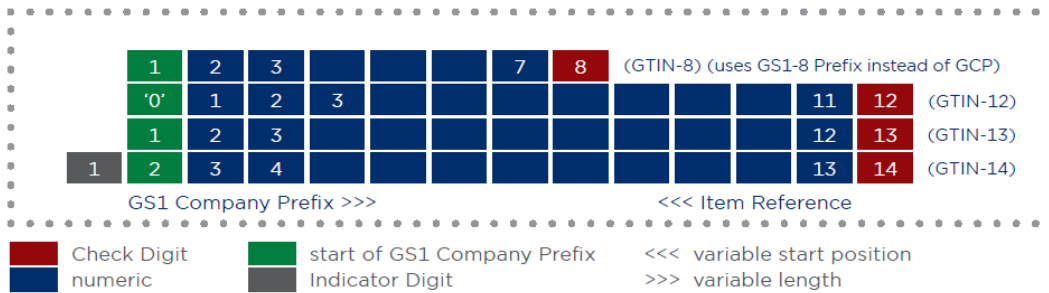 1 2 3 7 8 (GTIN-8) (uses GS1-8 Prefix instead of GCP)
‘0’ 1 2 3 11 12 (GTIN-12)
1 2 3 12 13 (GTIN-13)
1 2 3 4 13 14 (GTIN-14)
GS1 Company Prefix >>> <<< Item Reference
Check Digit start of GS1 Company Prefix <<< variable start position
numeric Indicator Digit >>> variable length